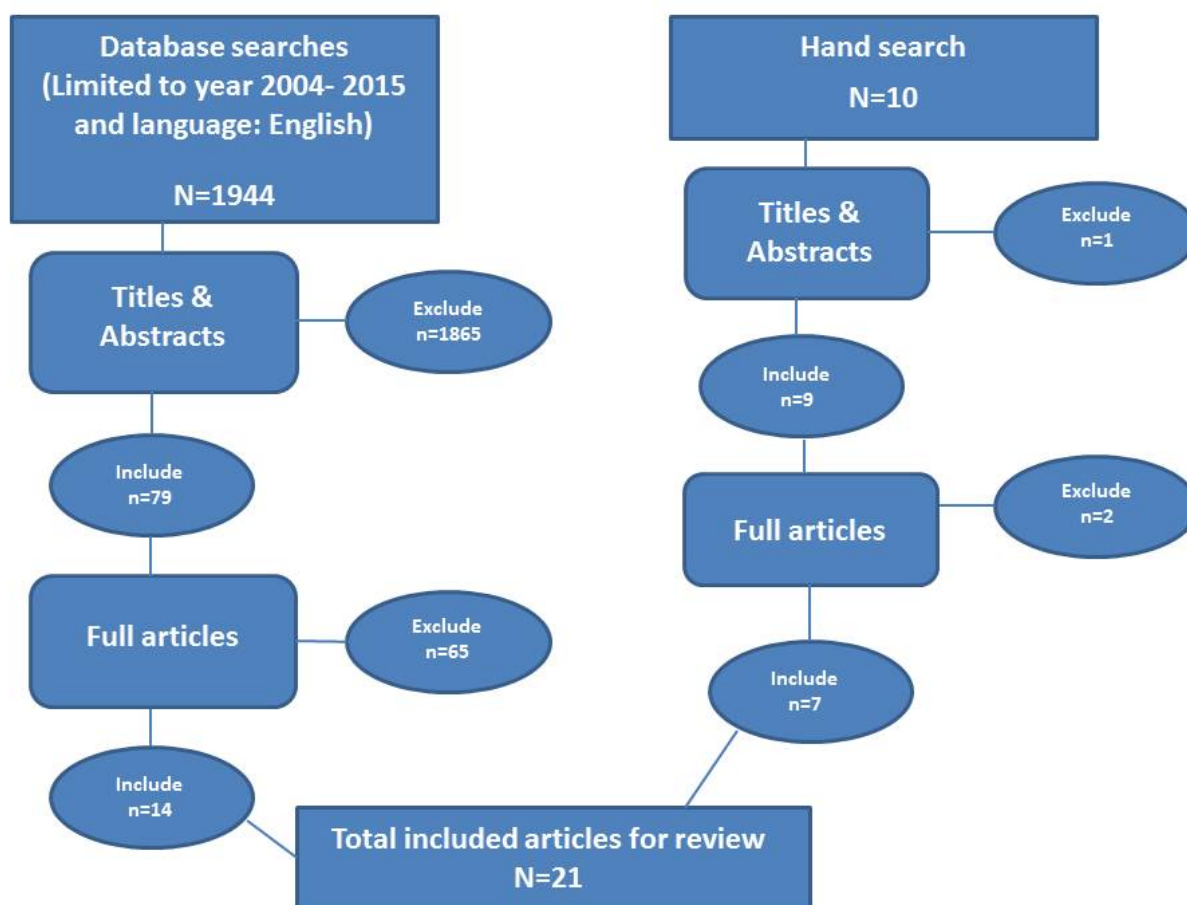 Database searches
(Limited to year 2004- 2015
and language: English)
N=1944
Titles &
Abstracts
Exclude
n=1865
Include
n=79
Full articles
Exclude
n=65
Include
n=14
Hand search
N=10
Titles &
Abstracts
Exclude
n=1
Include
n=9
Full articles
Exclude
n=2
Include
n=7
Total included articles for review
N=21